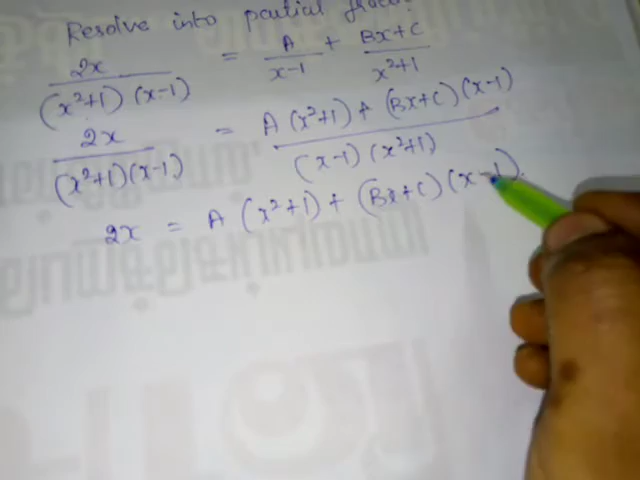 Resolve into partial
2x / (x²+1) (x-1) = A / x-1 + Bx+C / x²+1
2x / (x²+1)(x-1) = A (x²+1) + (Bx+C) (x-1) / (x-1) (x²+1)
2x = A (x²+1) + (Bx+C) (x-1).